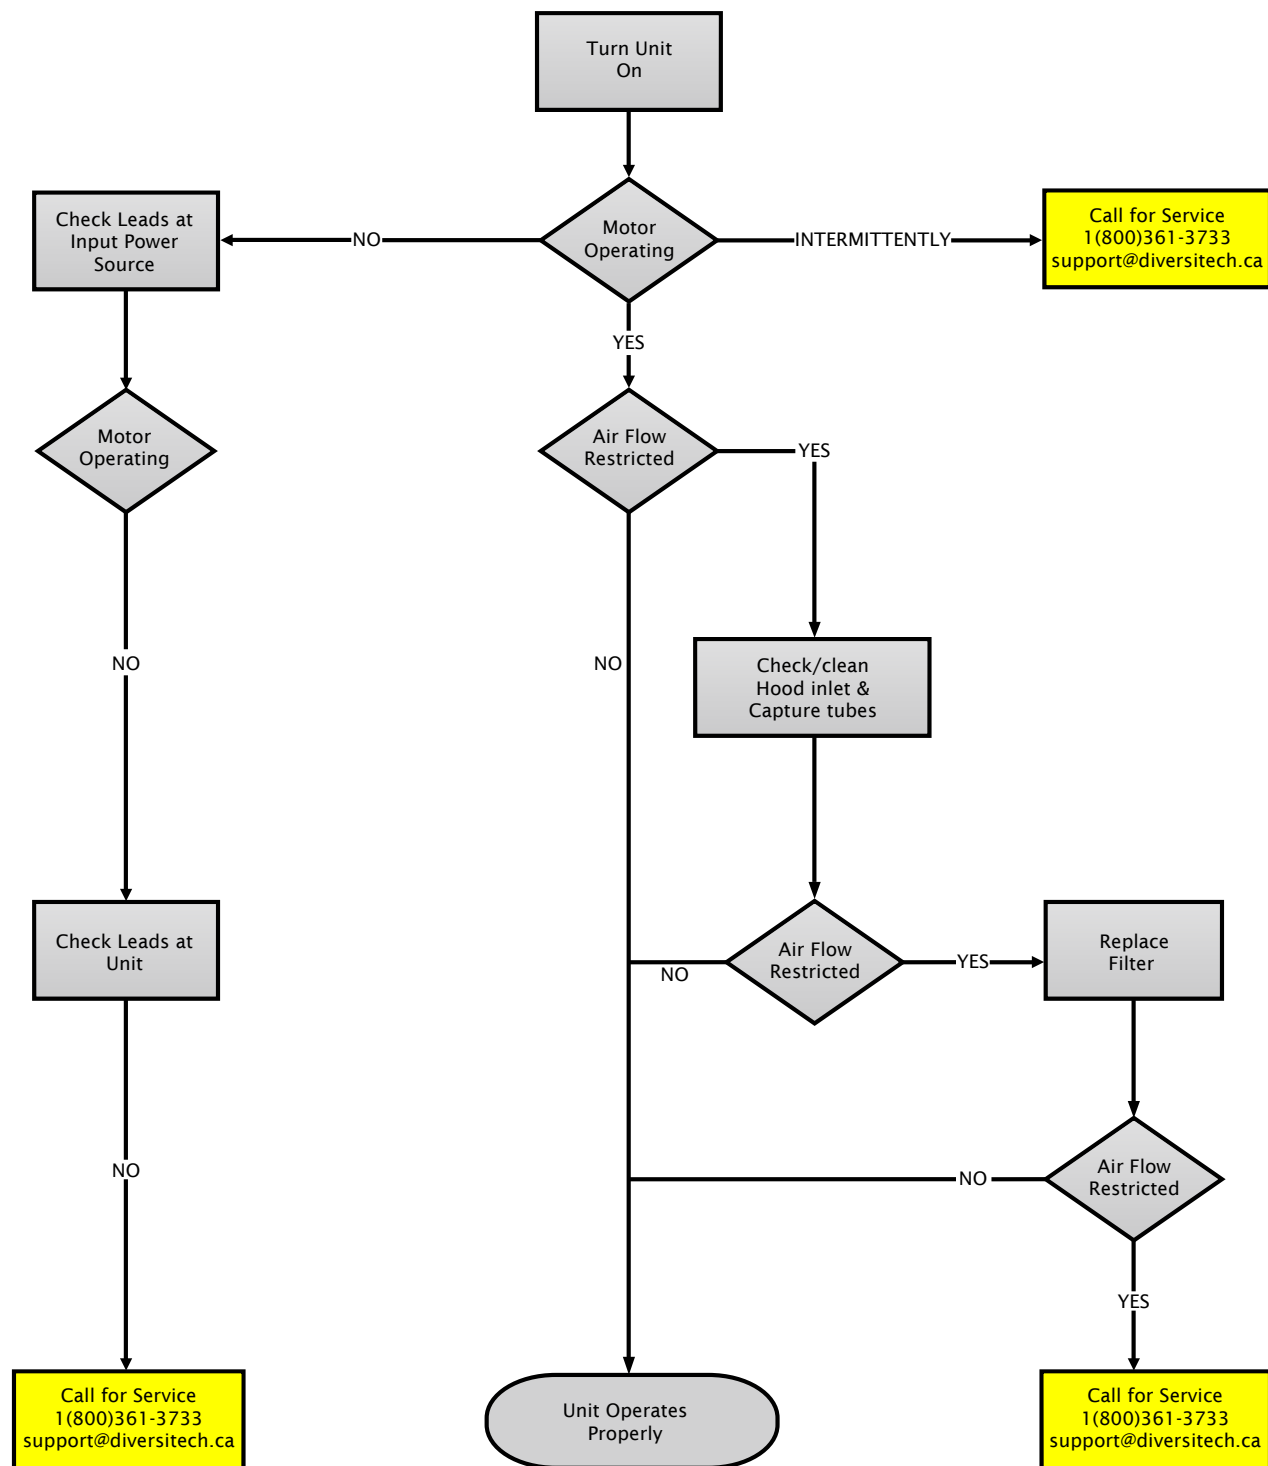 Turn Unit
On
Check Leads at
Input Power
Source
NO
Motor
Operating
INTERMITTENTLY
Call for Service
1(800)361-3733
support@diversitech.ca
YES
Motor
Operating
Air Flow
Restricted
YES
NO
NO
Check/clean
Hood inlet &
Capture tubes
Check Leads at
Unit
NO
Air Flow
Restricted
YES
Replace
Filter
NO
NO
Air Flow
Restricted
YES
Call for Service
1(800)361-3733
support@diversitech.ca
Unit Operates
Properly
Call for Service
1(800)361-3733
support@diversitech.ca